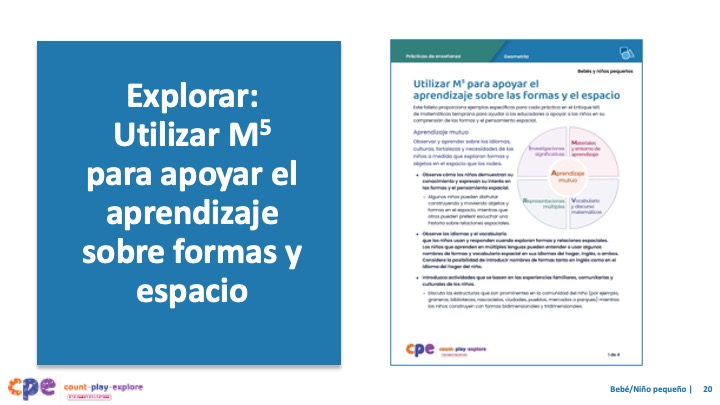 Explorar:
Utilizar M⁵
para apoyar el
aprendizaje
sobre formas y
espacio
Prácticas de enseñanza
Geometría
Bebés y niños pequeños
Utilizar M⁵ para apoyar el
aprendizaje sobre las formas y el espacio
Este folleto proporciona ejemplos específicos para cada práctica en el Enfoque M5
de matemáticas temprana para ayudar a los educadores a apoyar a los niños en su
comprensión de las formas y el pensamiento espacial.
Aprendizaje mutuo
Observar y aprender sobre los idiomas,
culturas, fortalezas y necesidades de los
niños a medida que exploran formas y
objetos en el espacio que los rodea.
• Observe cómo los niños demuestran su
conocimiento y expresan su interés en
las formas y el pensamiento espacial.
– Algunos niños pueden disfrutar
construyendo y moviendo objetos y
formas en el espacio, mientras que
otros pueden preferir escuchar una
historia sobre relaciones espaciales.
• Observe los idiomas y el vocabulario
que los niños usan y responden cuando exploran formas y relaciones espaciales.
Los niños que aprenden en múltiples lenguas pueden entender o usar algunos
nombres de formas y vocabulario espacial en sus idiomas del hogar, inglés, o ambos.
Considere la posibilidad de introducir nombres de formas tanto en inglés como en el
idioma del hogar del niño.
• Introduzca actividades que se basan en las experiencias familiares, comunitarias y
culturales de los niños.
– Discuta las estructuras que son prominentes en la comunidad del niño (por ejemplo,
graneros, bibliotecas, rascacielos, ciudades, pueblos, mercados o parques) mientras
los niños construyen con formas bidimensionales y tridimensionales.
Investigaciones
significativas
Materiales
y entorno de
aprendizaje
Aprendizaje
mutuo
Representaciones
múltiples
Vocabulario
y discurso
matemáticos
cpe count·play·explore
1 de 4
cpe count·play·explore
Bebé/Niño pequeño | 20